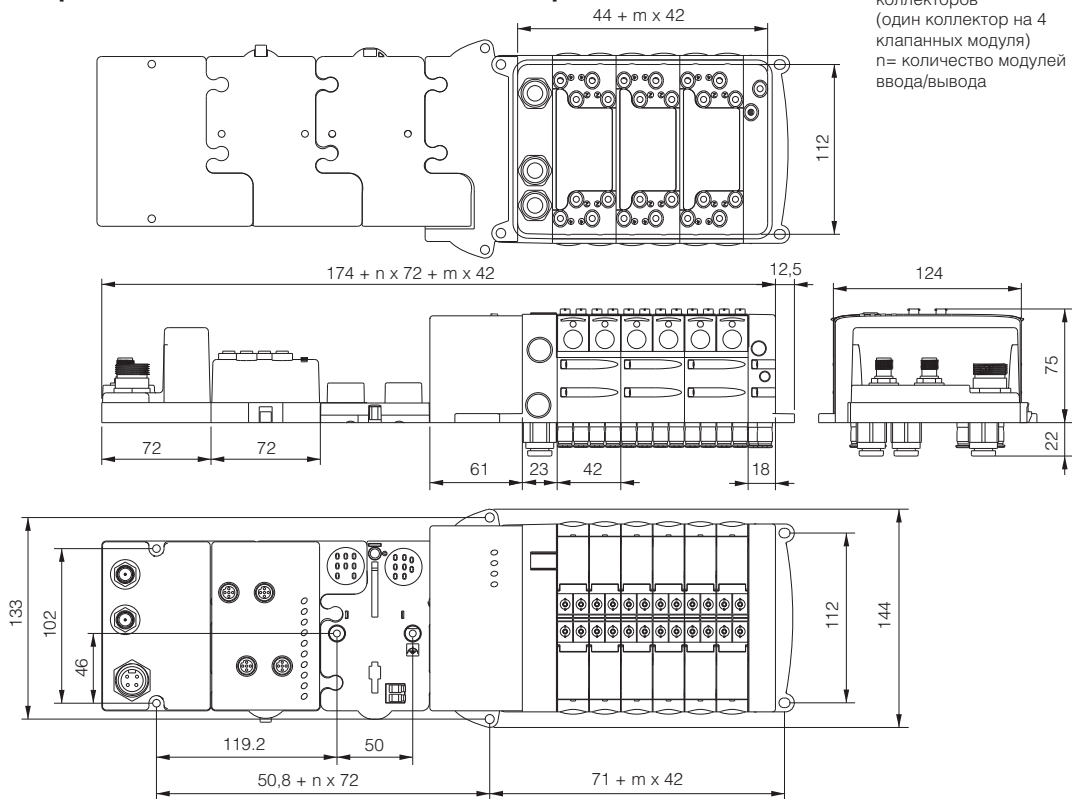 коллекторов
(один коллектор на 4
клапанных модуля)
n= количество модулей
ввода/вывода
44 + m x 42
112
174 + n x 72 + m x 42
12,5
124
75
22
72
72
61
23
42
18
133
102
46
112
144
119.2
50
50,8 + n x 72
71 + m x 42